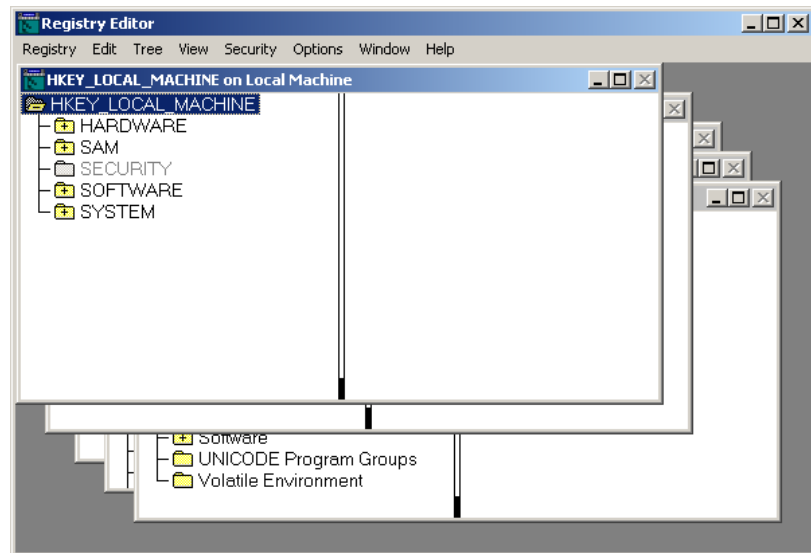 Registry Editor
Registry Edit Tree View Security Options Window Help
HKEY_LOCAL_MACHINE on Local Machine
HKEY_LOCAL_MACHINE
HARDWARE
SAM
SECURITY
SOFTWARE
SYSTEM
Software
UNICODE Program Groups
Volatile Environment